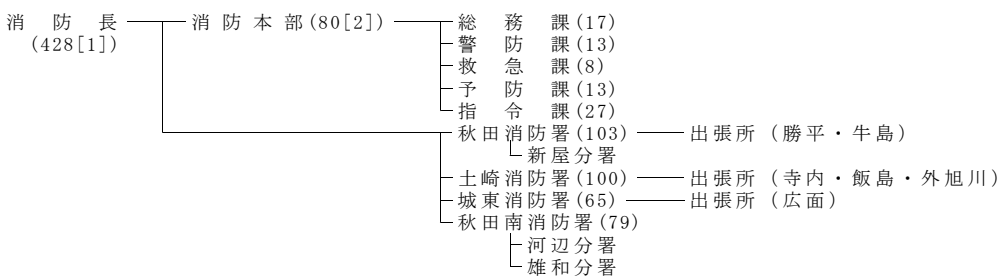 消防長 消防本部(80[2]) 総務課(17)
(428[1]) 警防課(13)
救急課(8)
予防課(13)
指令課(27)
秋田消防署(103) 出張所（勝平・牛島）
新屋分署
土崎消防署(100) 出張所（寺内・飯島・外旭川）
城東消防署(65) 出張所（広面）
秋田南消防署(79)
河辺分署
雄和分署